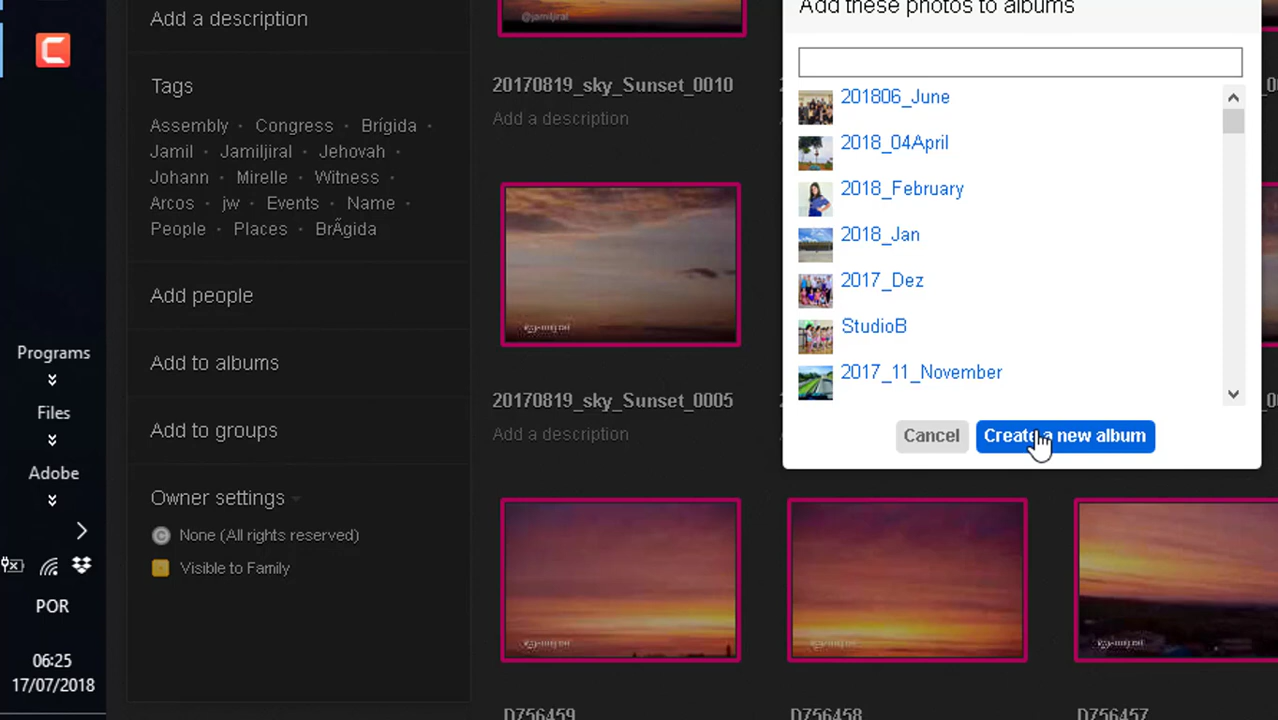 Add a description
@jamiljiral
Add these photos to albums
Tags
20170819_sky_Sunset_0010
Add a description
201806_June
Assembly · Congress · Brígida ·
Jamil · Jamiljiral · Jehovah ·
Johann · Mirelle · Witness ·
Arcos · jw · Events · Name ·
People · Places · BrÃgida
2018_04April
2018_February
2018_Jan
2017_Dez
StudioB
2017_11_November
Add people
Add to albums
Add to groups
20170819_sky_Sunset_0005
Add a description
Cancel
Create a new album
Owner settings
None (All rights reserved)
Visible to Family
Programs
Files
Adobe
POR
06:25
17/07/2018
D756459
D756458
D756457